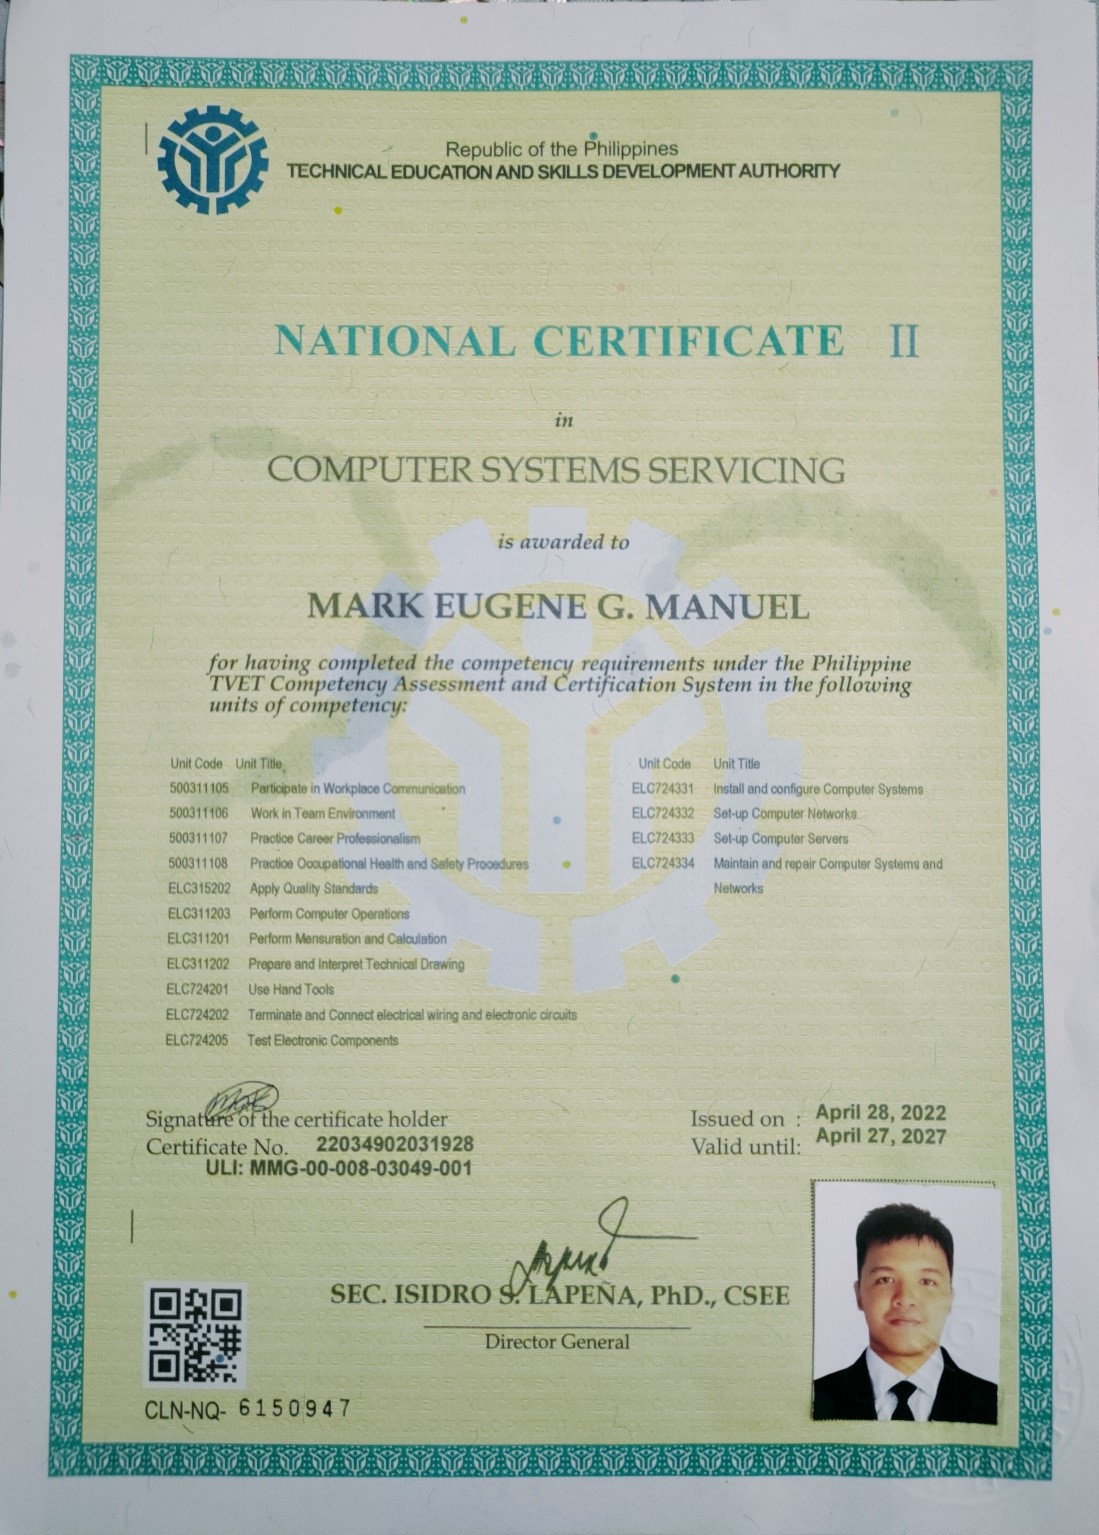 Republic of the Philippines
TECHNICAL EDUCATION AND SKILLS DEVELOPMENT AUTHORITY
NATIONAL CERTIFICATE II
in
COMPUTER SYSTEMS SERVICING
is awarded to
MARK EUGENE G. MANUEL
for having completed the competency requirements under the Philippine
TVET Competency Assessment and Certification System in the following
units of competency:
Unit Code Unit Title
500311105 Participate in Workplace Communication
500311106 Work in Team Environment
500311107 Practice Career Professionalism
500311108 Practice Occupational Health and Safety Procedures
ELC315202 Apply Quality Standards
ELC311203 Perform Computer Operations
ELC311201 Perform Mensuration and Calculation
ELC311202 Prepare and Interpret Technical Drawing
ELC724201 Use Hand Tools
ELC724202 Terminate and Connect electrical wiring and electronic circuits
ELC724205 Test Electronic Components
Unit Code Unit Title
ELC724331 Install and configure Computer Systems
ELC724332 Set-up Computer Networks
ELC724333 Set-up Computer Servers
ELC724334 Maintain and repair Computer Systems and
Networks
Signature of the certificate holder
Certificate No. 22034902031928
ULI: MMG-00-008-03049-001
Issued on : April 28, 2022
Valid until: April 27, 2027
SEC. ISIDRO S. LAPEÑA, PhD., CSEE
Director General
CLN-NQ- 6150947